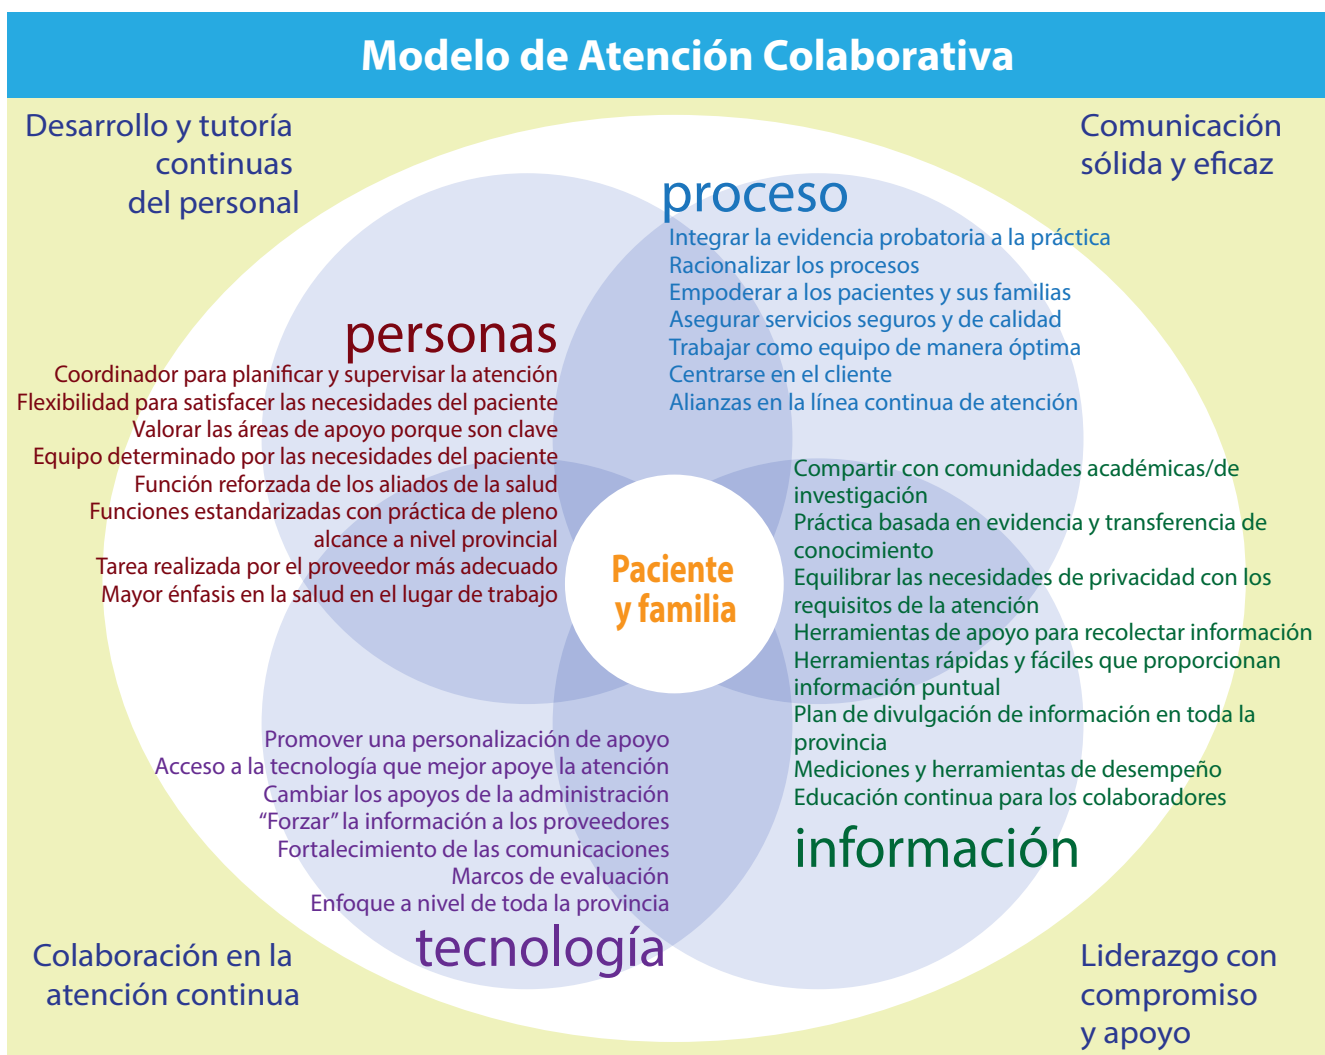 Modelo de Atención Colaborativa
Desarrollo y tutoría
continuas
del personal
Comunicación
sólida y eficaz
proceso
Integrar la evidencia probatoria a la práctica
Racionalizar los procesos
Empoderar a los pacientes y sus familias
Asegurar servicios seguros y de calidad
Trabajar como equipo de manera óptima
Centrarse en el cliente
Alianzas en la línea continua de atención
personas
Coordinador para planificar y supervisar la atención
Flexibilidad para satisfacer las necesidades del paciente
Valorar las áreas de apoyo porque son clave
Equipo determinado por las necesidades del paciente
Función reforzada de los aliados de la salud
Funciones estandarizadas con práctica de pleno
alcance a nivel provincial
Tarea realizada por el proveedor más adecuado
Mayor énfasis en la salud en el lugar de trabajo
Paciente
y familia
Compartir con comunidades académicas/de
investigación
Práctica basada en evidencia y transferencia de
conocimiento
Equilibrar las necesidades de privacidad con los
requisitos de la atención
Herramientas de apoyo para recolectar información
Herramientas rápidas y fáciles que proporcionan
información puntual
Plan de divulgación de información en toda la
provincia
Mediciones y herramientas de desempeño
Educación continua para los colaboradores
información
Promover una personalización de apoyo
Acceso a la tecnología que mejor apoye la atención
Cambiar los apoyos de la administración
“Forzar” la información a los proveedores
Fortalecimiento de las comunicaciones
Marcos de evaluación
Enfoque a nivel de toda la provincia
tecnología
Colaboración en la
atención continua
Liderazgo con
compromiso
y apoyo